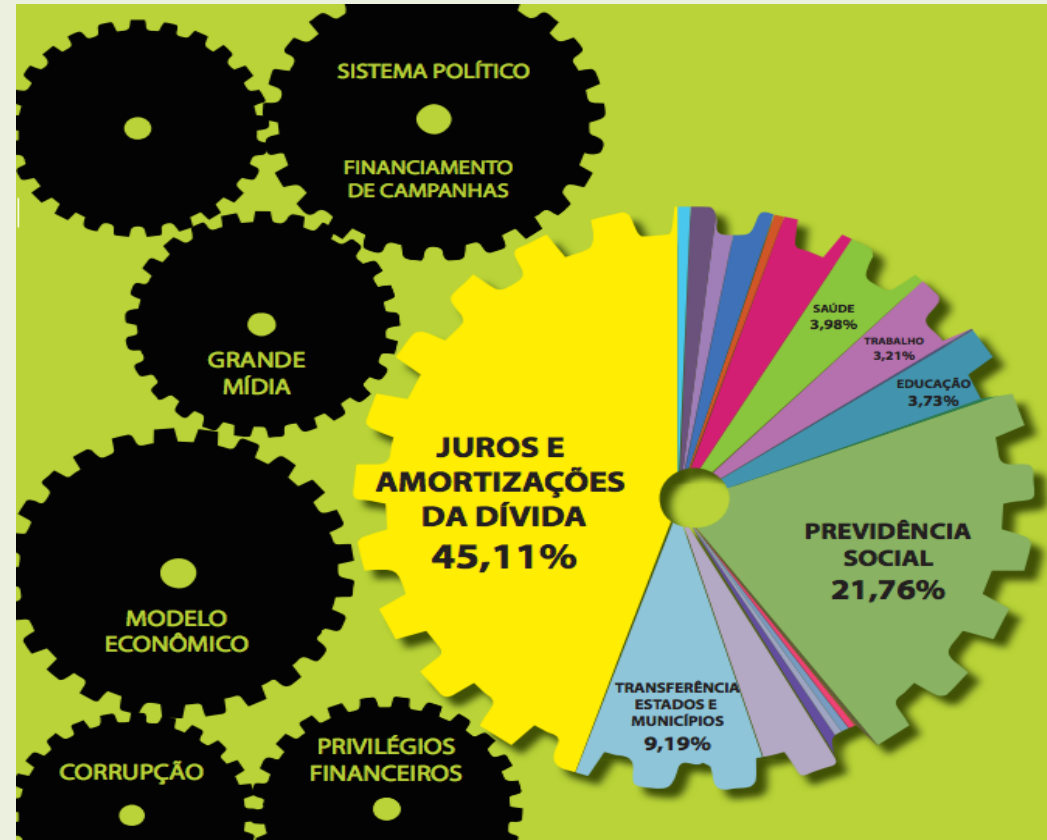 SISTEMA POLÍTICO
FINANCIAMENTO
DE CAMPANHAS
GRANDE
MÍDIA
MODELO
ECONÔMICO
CORRUPÇÃO
PRIVILÉGIOS
FINANCEIROS
JUROS E
AMORTIZAÇÕES
DA DÍVIDA
45,11%
SAÚDE
3,98%
TRABALHO
3,21%
EDUCAÇÃO
3,73%
PREVIDÊNCIA
SOCIAL
21,76%
TRANSFERÊNCIA
ESTADOS E
MUNICÍPIOS
9,19%